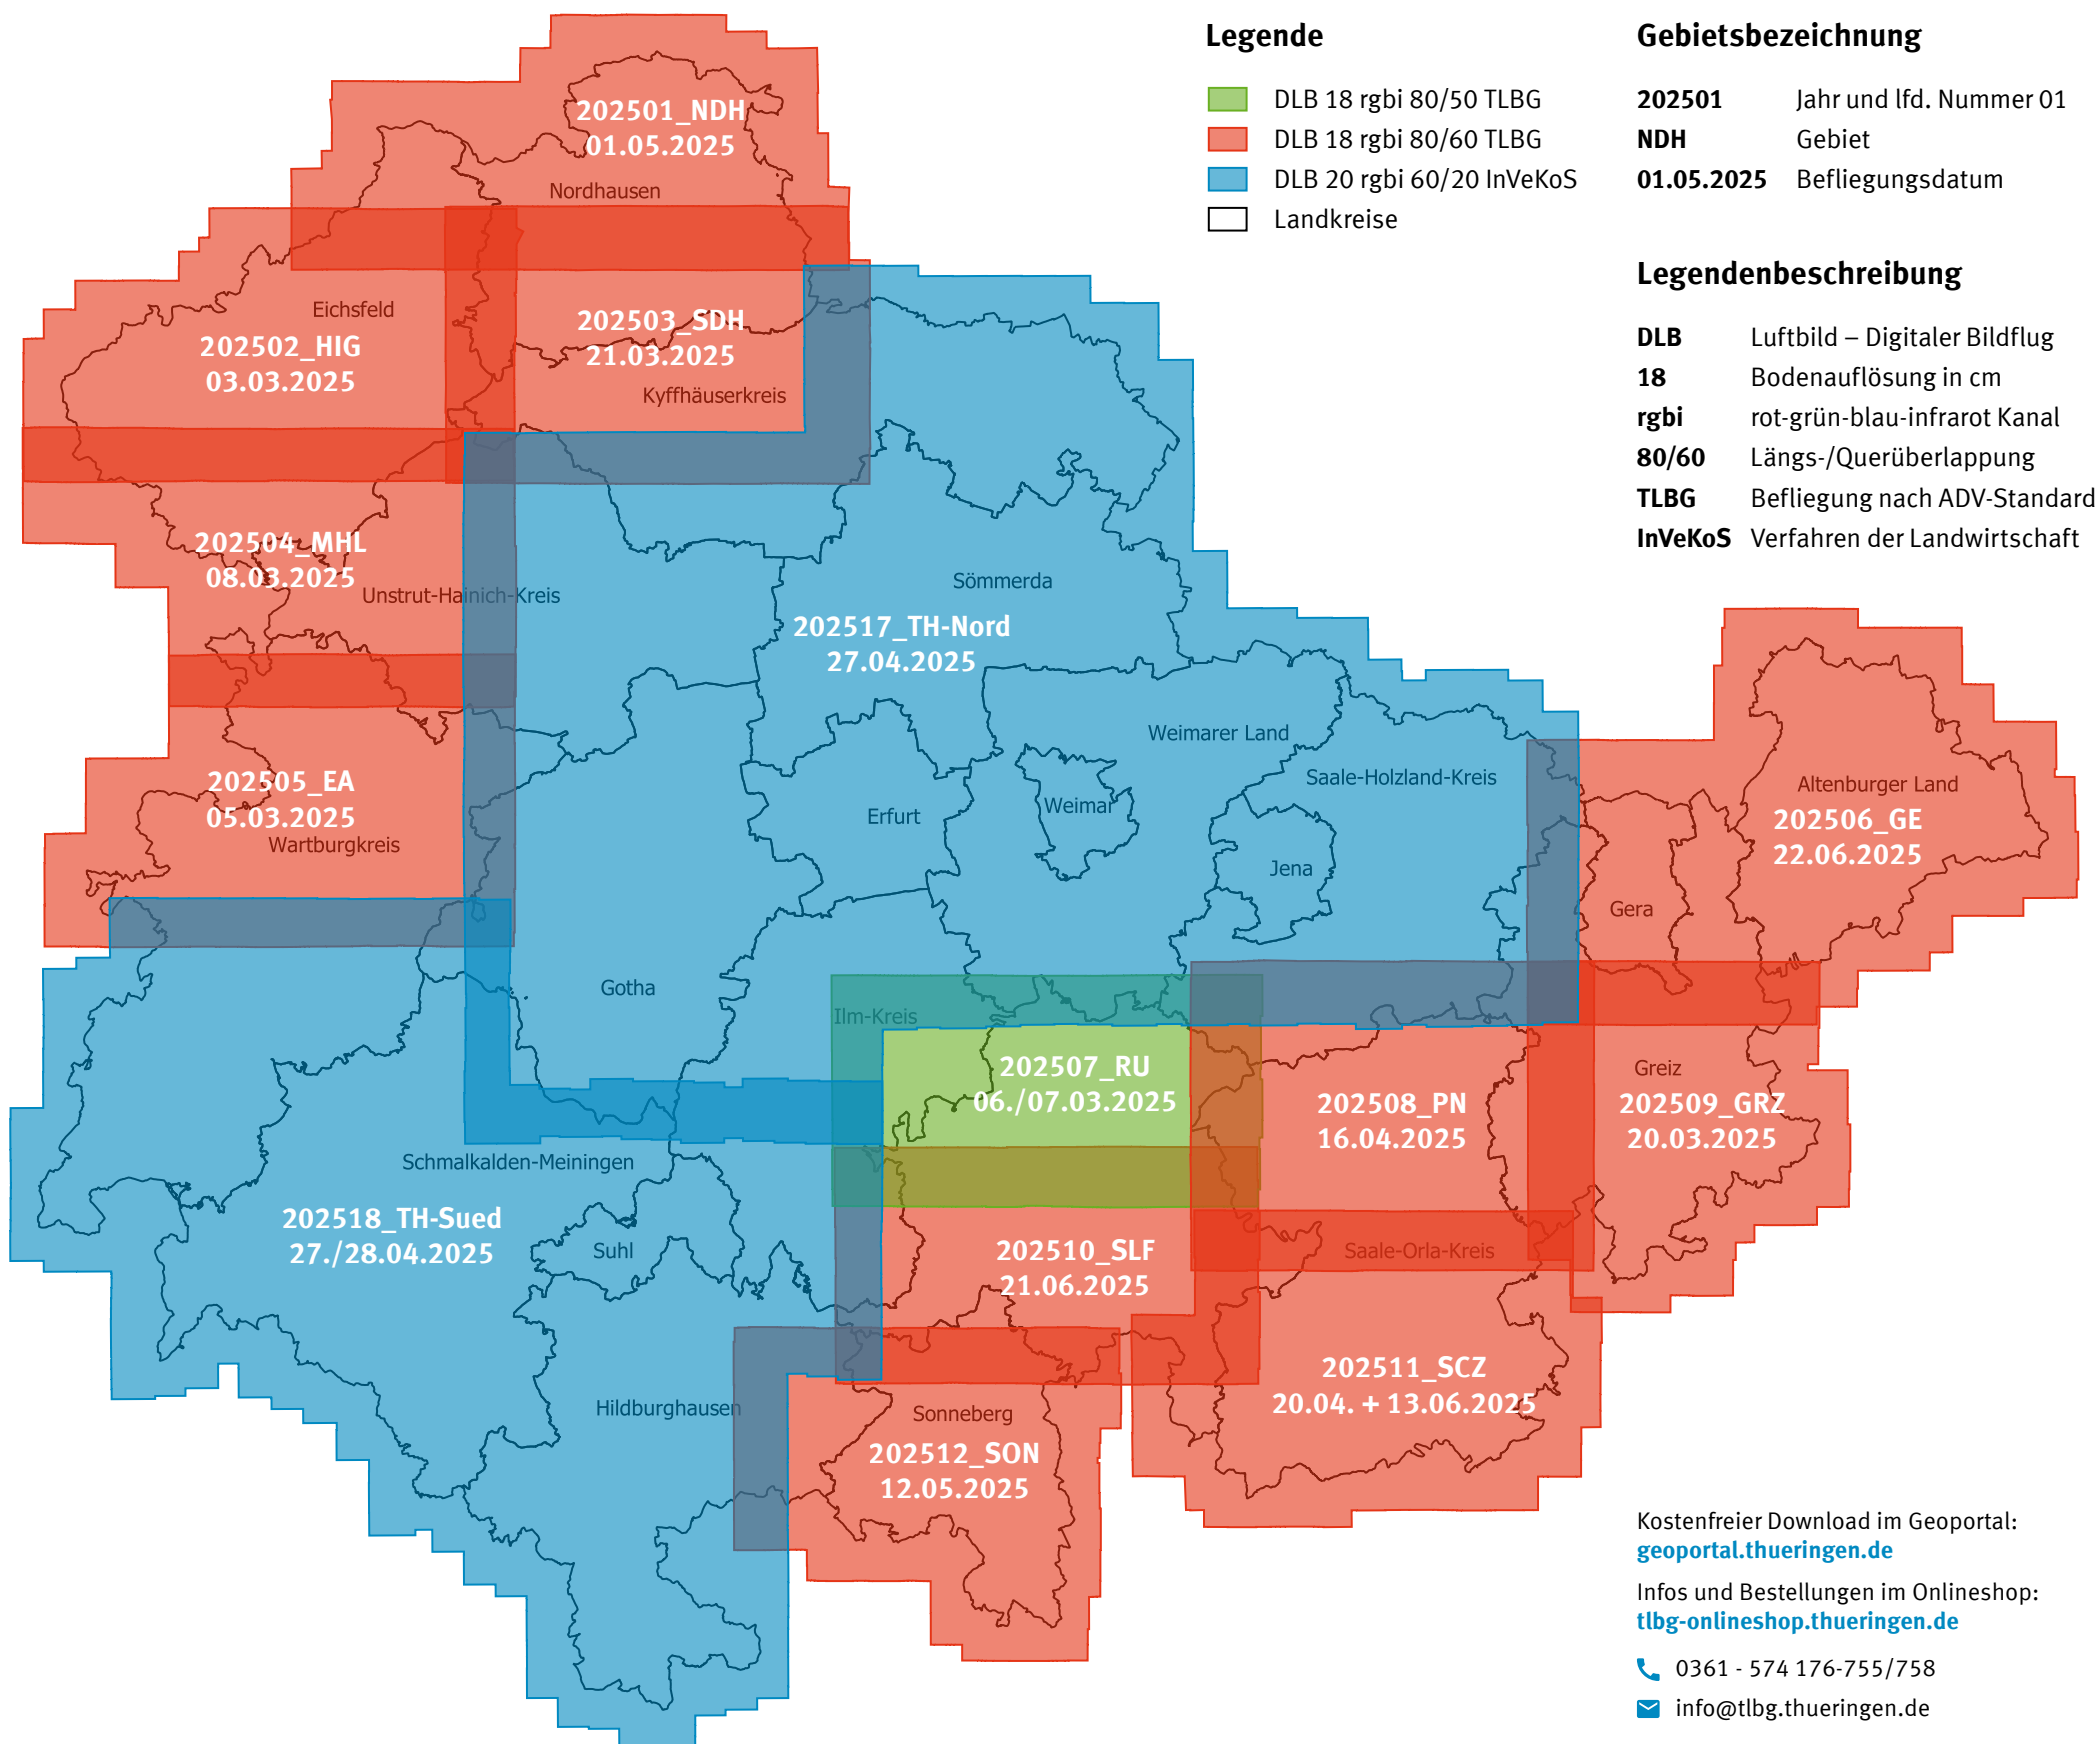 Legende
DLB 18 rgbi 80/50 TLBG
DLB 18 rgbi 80/60 TLBG
DLB 20 rgbi 60/20 InVeKoS
Landkreise
Gebietsbezeichnung
202501 Jahr und lfd. Nummer 01
NDH Gebiet
01.05.2025 Befliegungsdatum
Legendenbeschreibung
DLB Luftbild – Digitaler Bildflug
18 Bodenauflösung in cm
rgbi rot-grün-blau-infrarot Kanal
80/60 Längs-/Querüberlappung
TLBG Befliegung nach ADV-Standard
InVeKoS Verfahren der Landwirtschaft
202501_NDH
01.05.2025
Nordhausen
Eichsfeld
202502_HIG
03.03.2025
202503_SDH
21.03.2025
Kyffhäuserkreis
202504_MHL
08.03.2025
Unstrut-Hainich-Kreis
Sömmerda
202517_TH-Nord
27.04.2025
Weimarer Land
Saale-Holzland-Kreis
202505_EA
05.03.2025
Wartburgkreis
Erfurt
Weimar
Jena
Altenburger Land
202506_GE
22.06.2025
Gera
Gotha
Ilm-Kreis
202507_RU
06./07.03.2025
202508_PN
16.04.2025
Greiz
202509_GRZ
20.03.2025
Schmalkalden-Meiningen
202518_TH-Sued
27./28.04.2025
Suhl
202510_SLF
21.06.2025
Saale-Orla-Kreis
202511_SCZ
20.04. + 13.06.2025
Hildburghausen
Sonneberg
202512_SON
12.05.2025
Kostenfreier Download im Geoportal:
geoportal.thueringen.de
Infos und Bestellungen im Onlineshop:
tlbg-onlineshop.thueringen.de
0361 - 574 176-755/758
info@tlbg.thueringen.de